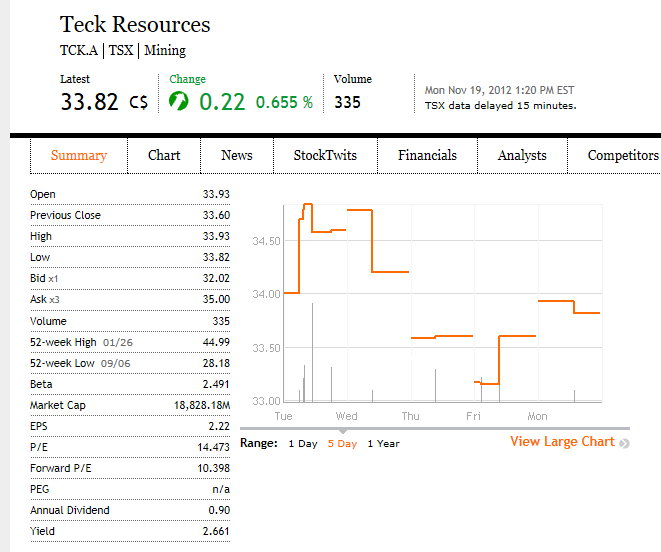 Teck Resources
TCK.A | TSX | Mining
Latest Change Volume
33.82 C$ 0.22 0.655 % 335
Mon Nov 19, 2012 1:20 PM EST
TSX data delayed 15 minutes.
Summary Chart News StockTwits Financials Analysts Competitors
Open 33.93
Previous Close 33.60
High 33.93
Low 33.82
Bid x1 32.02
Ask x3 35.00
Volume 335
52-week High 01/26 44.99
52-week Low 09/06 28.18
Beta 2.491
Market Cap 18,828.18M
EPS 2.22
P/E 14.473
Forward P/E 10.398
PEG n/a
Annual Dividend 0.90
Yield 2.661
34.50
34.00
33.50
33.00
Tue Wed Thu Fri Mon
Range: 1 Day 5 Day 1 Year View Large Chart